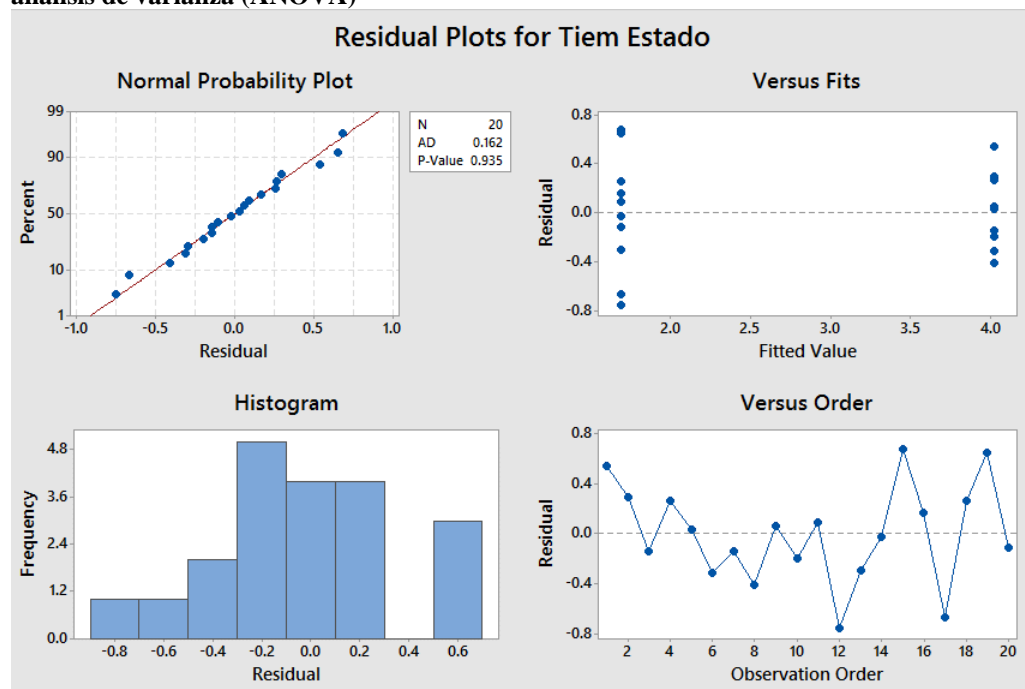 análisis de varianza (ANOVA)
Residual Plots for Tiem Estado
Normal Probability Plot
99
90
50
10
1
Percent
-1.0 -0.5 0.0 0.5 1.0
Residual
N 20
AD 0.162
P-Value 0.935
Versus Fits
0.8
0.4
0.0
-0.4
-0.8
Residual
2.0 2.5 3.0 3.5 4.0
Fitted Value
Histogram
4.8
3.6
2.4
1.2
0.0
Frequency
-0.8 -0.6 -0.4 -0.2 0.0 0.2 0.4 0.6
Residual
Versus Order
0.8
0.4
0.0
-0.4
-0.8
Residual
2 4 6 8 10 12 14 16 18 20
Observation Order